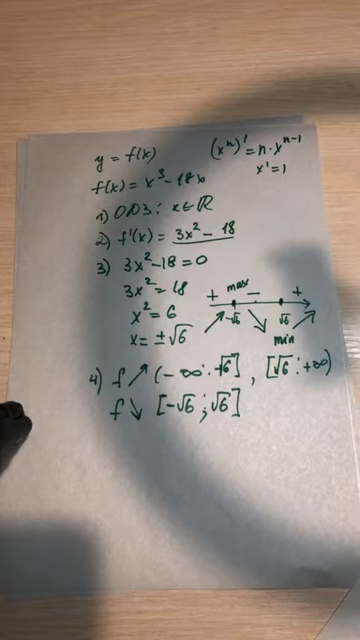 y = f(x)
(xⁿ)' = n · xⁿ⁻¹
x' = 1
f(x) = x³ - 18x
1) ОДЗ: x ∈ ℝ
2) f'(x) = 3x² - 18
3) 3x² - 18 = 0
3x² = 18
x² = 6
x = ±√6
+ max - +
-√6 √6
min
4) f ↗ (-∞; -√6], [√6; +∞)
f ↘ [-√6; √6]